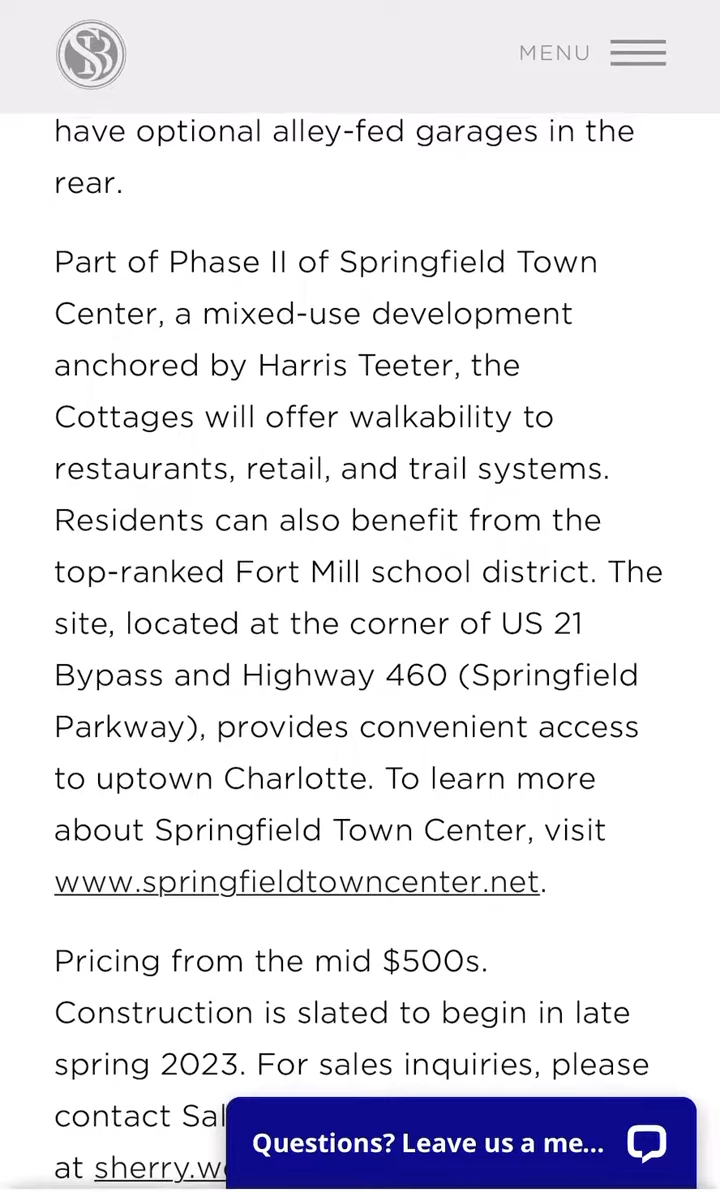 SB
MENU
have optional alley-fed garages in the
rear.
Part of Phase II of Springfield Town
Center, a mixed-use development
anchored by Harris Teeter, the
Cottages will offer walkability to
restaurants, retail, and trail systems.
Residents can also benefit from the
top-ranked Fort Mill school district. The
site, located at the corner of US 21
Bypass and Highway 460 (Springfield
Parkway), provides convenient access
to uptown Charlotte. To learn more
about Springfield Town Center, visit
www.springfieldtowncenter.net.
Pricing from the mid $500s.
Construction is slated to begin in late
spring 2023. For sales inquiries, please
contact
at
Questions? Leave us a me...